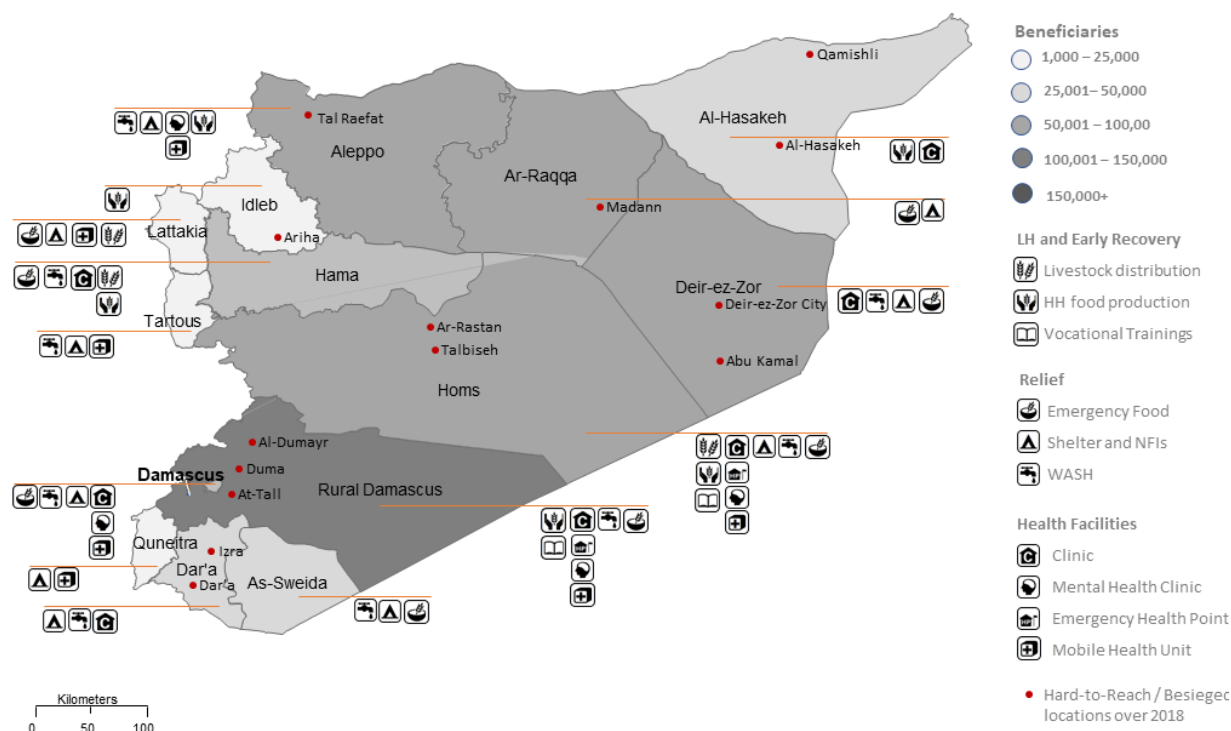 Qamishli
Al-Hasakeh
Al-Hasakeh
Tal Raefat
Aleppo
Ar-Raqqa
Madann
Idleb
Ariha
Lattakia
Hama
Tartous
Deir-ez-Zor
Deir-ez-Zor City
Abu Kamal
Ar-Rastan
Talbiseh
Homs
Al-Dumayr
Duma
Damascus
At-Tall
Rural Damascus
Quneitra
Izra
Dar'a
Dar'a
As-Sweida
Kilometers
0 50 100
Beneficiaries
1,000 – 25,000
25,001– 50,000
50,001 – 100,00
100,001 – 150,000
150,000+
LH and Early Recovery
Livestock distribution
HH food production
Vocational Trainings
Relief
Emergency Food
Shelter and NFIs
WASH
Health Facilities
Clinic
Mental Health Clinic
Emergency Health Point
Mobile Health Unit
Hard-to-Reach / Besieged
locations over 2018